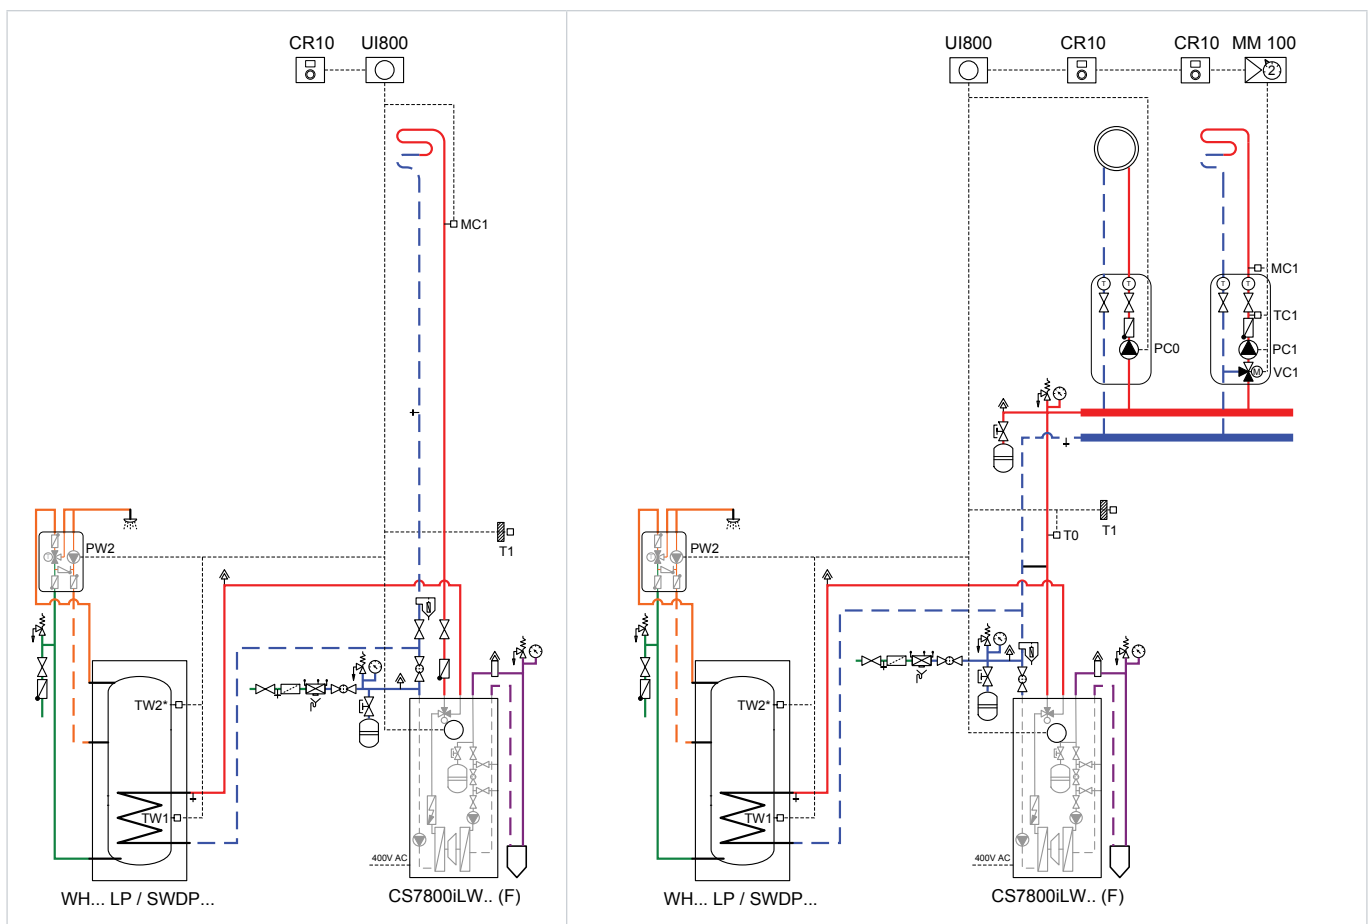 CR10 UI800
MC1
PW2
T1
TW2*
TW1
400V AC
WH... LP / SWDP...
CS7800iLW.. (F)
UI800 CR10 CR10 MM 100
2
MC1
T T T T
TC1
PC0 PC1
M VC1
T1
T0
PW2
TW2*
TW1
400V AC
WH... LP / SWDP...
CS7800iLW.. (F)